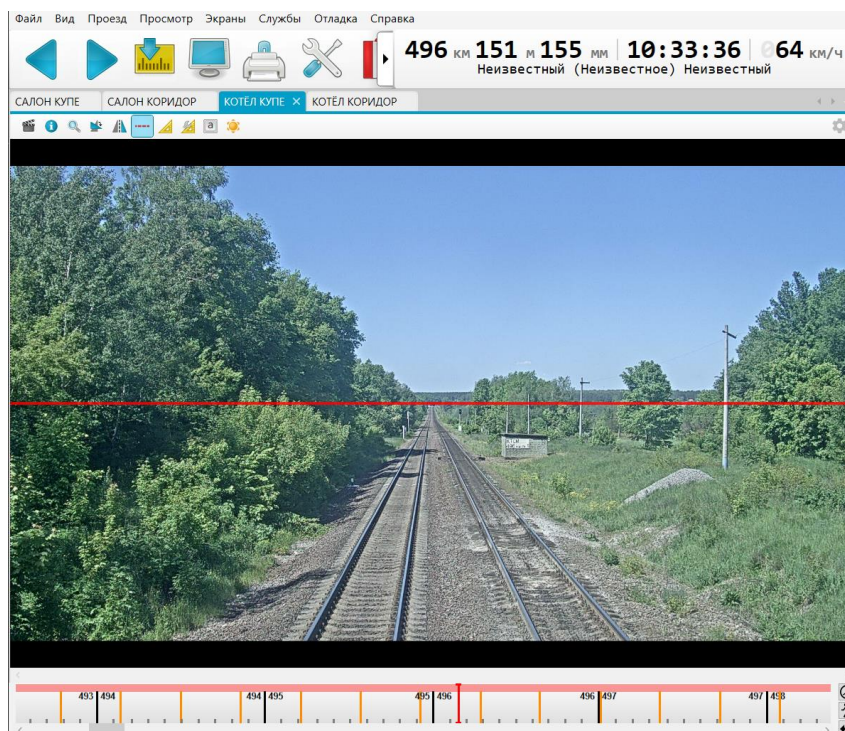 Файл Вид Проезд Просмотр Экраны Службы Отладка Справка
496 км 151 м 155 мм 10:33:36 064 км/ч
Неизвестный (Неизвестное) Неизвестный
САЛОН КУПЕ САЛОН КОРИДОР КОТЁЛ КУПЕ × КОТЁЛ КОРИДОР
a
КТСМ
493 494 494 495 495 496 496 497 497 498